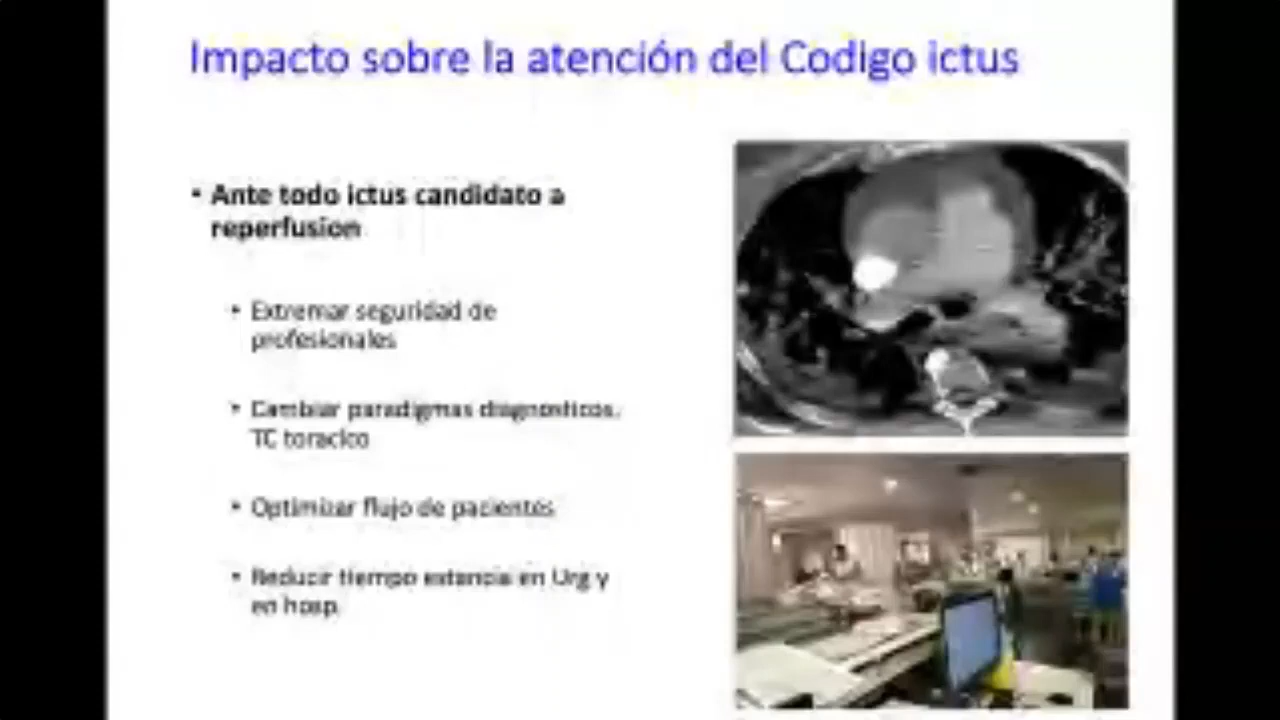 Impacto sobre la atención del Codigo ictus
• Ante todo ictus candidato a
reperfusion
• Extremar seguridad de
profesionales
• Cambiar paradigmas diagnosticos.
TC toracico
• Optimizar flujo de pacientes
• Reducir tiempo estancia en Urg y
en hosp.